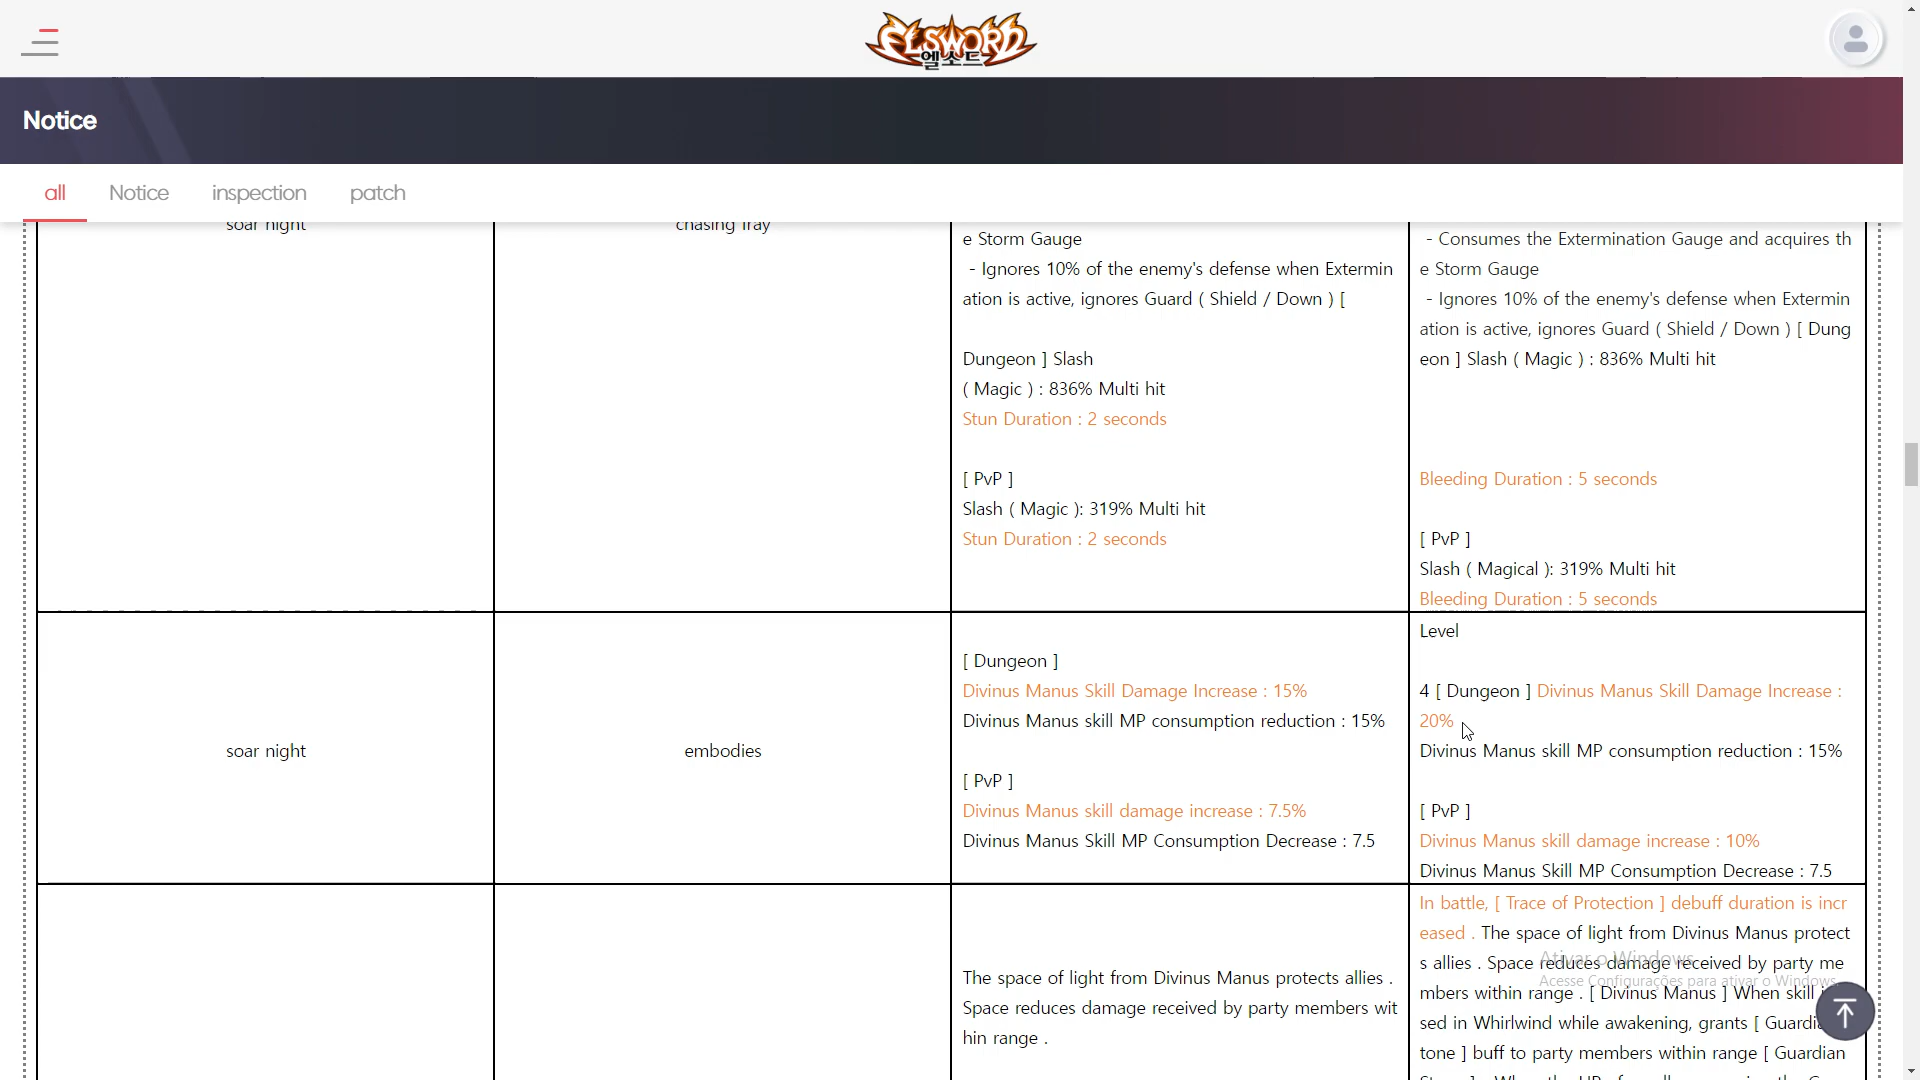 ELSWORD
엘소드
Notice
all
Notice
inspection
patch
soar night
chasing fray
e Storm Gauge
- Ignores 10% of the enemy's defense when Extermin
ation is active, ignores Guard ( Shield / Down ) [
Dungeon ] Slash
( Magic ) : 836% Multi hit
Stun Duration : 2 seconds
[ PvP ]
Slash ( Magic ): 319% Multi hit
Stun Duration : 2 seconds
- Consumes the Extermination Gauge and acquires th
e Storm Gauge
- Ignores 10% of the enemy's defense when Extermin
ation is active, ignores Guard ( Shield / Down ) [ Dung
eon ] Slash ( Magic ) : 836% Multi hit
Bleeding Duration : 5 seconds
[ PvP ]
Slash ( Magical ): 319% Multi hit
Bleeding Duration : 5 seconds
soar night
embodies
[ Dungeon ]
Divinus Manus Skill Damage Increase : 15%
Divinus Manus skill MP consumption reduction : 15%
[ PvP ]
Divinus Manus skill damage increase : 7.5%
Divinus Manus Skill MP Consumption Decrease : 7.5
Level
4 [ Dungeon ] Divinus Manus Skill Damage Increase :
20%
Divinus Manus skill MP consumption reduction : 15%
[ PvP ]
Divinus Manus skill damage increase : 10%
Divinus Manus Skill MP Consumption Decrease : 7.5
The space of light from Divinus Manus protects allies .
Space reduces damage received by party members wit
hin range .
In battle, [ Trace of Protection ] debuff duration is incr
eased . The space of light from Divinus Manus protect
s allies . Space reduces damage received by party me
mbers within range . [ Divinus Manus ] When skill
sed in Whirlwind while awakening, grants [ Guardi
tone ] buff to party members within range [ Guardian
Ativar o Windows
Acesse Configurações para ativar o Windows.